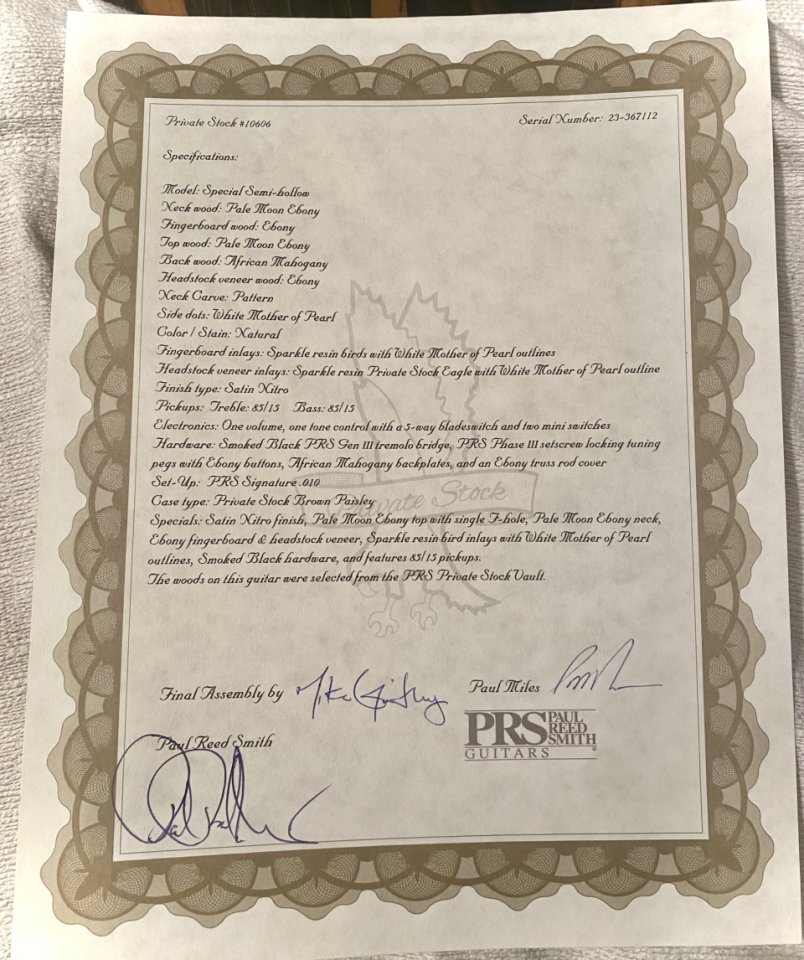 Private Stock #10606
Serial Number: 23-367112
Specifications:
Model: Special Semi-hollow
Neck wood: Pale Moon Ebony
Fingerboard wood: Ebony
Top wood: Pale Moon Ebony
Back wood: African Mahogany
Headstock veneer wood: Ebony
Neck Carve: Pattern
Side dots: White Mother of Pearl
Color / Stain: Natural
Fingerboard inlays: Sparkle resin birds with White Mother of Pearl outlines
Headstock veneer inlays: Sparkle resin Private Stock Eagle with White Mother of Pearl outline
Finish type: Satin Nitro
Pickups: Treble: 85/15 Bass: 85/15
Electronics: One volume, one tone control with a 5-way bladeswitch and two mini switches
Hardware: Smoked Black PRS Gen III tremolo bridge, PRS Phase III setscrew locking tuning
pegs with Ebony buttons, African Mahogany backplates, and an Ebony truss rod cover
Set-Up: PRS Signature .010
Case type: Private Stock Brown Paisley
Private Stock
Specials: Satin Nitro finish, Pale Moon Ebony top with single F-hole, Pale Moon Ebony neck,
Ebony fingerboard & headstock veneer, Sparkle resin bird inlays with White Mother of Pearl
outlines, Smoked Black hardware, and features 85/15 pickups.
The woods on this guitar were selected from the PRS Private Stock Vault.
Final Assembly by Mike
Paul Miles
PRS PAUL REED SMITH
GUITARS
Paul Reed Smith